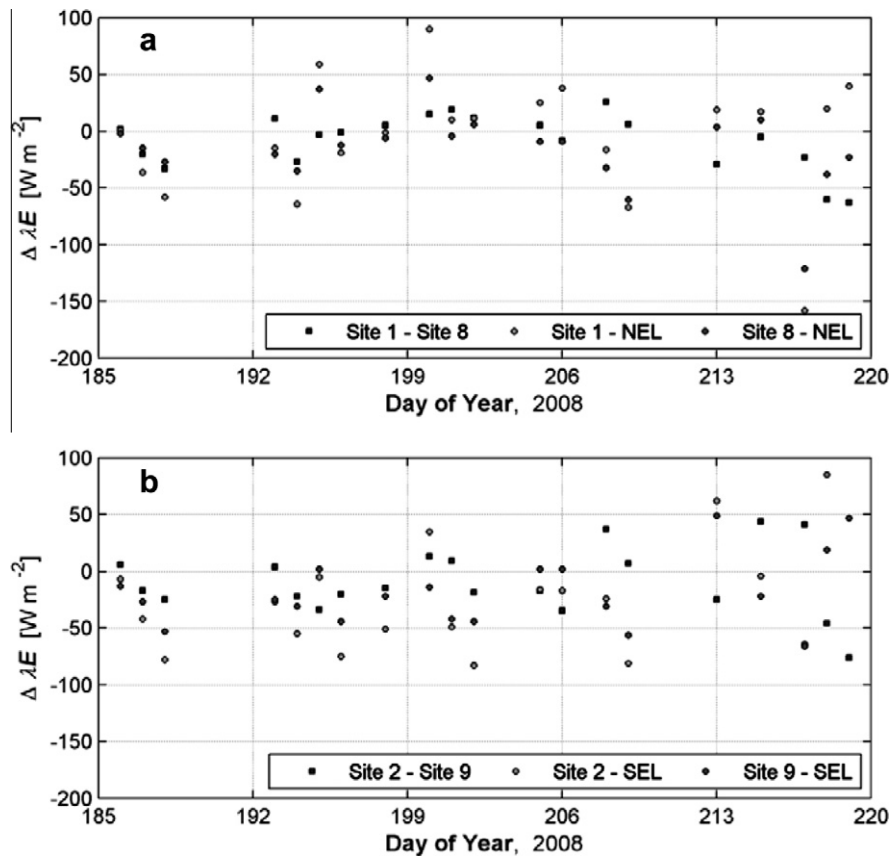 a
100
50
0
-50
-100
-150
-200
Δ λE [W m⁻²]
Site 1 - Site 8
Site 1 - NEL
Site 8 - NEL
185
192
199
206
213
220
Day of Year, 2008
b
100
50
0
-50
-100
-150
-200
Δ λE [W m⁻²]
Site 2 - Site 9
Site 2 - SEL
Site 9 - SEL
185
192
199
206
213
220
Day of Year, 2008